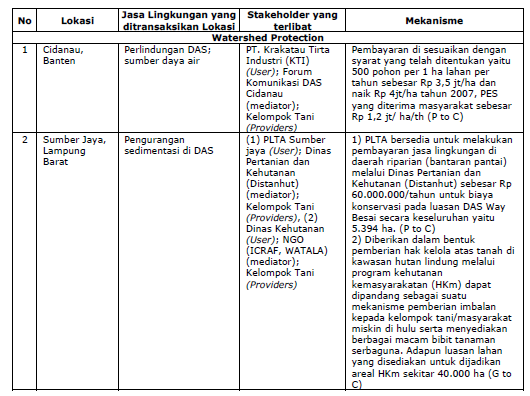 No
Lokasi
Jasa Lingkungan yang
ditransaksikan Lokasi
Stakeholder yang
terlibat
Mekanisme
Watershed Protection
1
Cidanau,
Banten
Perlindungan DAS;
sumber daya air
PT. Krakatau Tirta
Industri (KTI)
(User); Forum
Komunikasi DAS
Cidanau
(mediator);
Kelompok Tani
(Providers)
Pembayaran di sesuaikan dengan
syarat yang telah ditentukan yaitu
500 pohon per 1 ha lahan per
tahun sebesar Rp 3,5 jt/ha dan
naik Rp 4jt/ha tahun 2007, PES
yang diterima masyarakat sebesar
Rp 1,2 jt/ ha/th (P to C)
2
Sumber Jaya,
Lampung
Barat
Pengurangan
sedimentasi di DAS
(1) PLTA Sumber
jaya (User); Dinas
Pertanian dan
Kehutanan
(Distanhut)
(mediator);
Kelompok Tani
(Providers), (2)
Dinas Kehutanan
(User); NGO
(ICRAF, WATALA)
(mediator);
Kelompok Tani
(Providers)
1) PLTA bersedia untuk melakukan
pembayaran jasa lingkungan di
daerah riparian (bantaran pantai)
melalui Dinas Pertanian dan
Kehutanan (Distanhut) sebesar Rp
60.000.000/tahun untuk biaya
konservasi pada luasan DAS Way
Besai secara keseluruhan yaitu
5.394 ha. (P to C)
2) Diberikan dalam bentuk
pemberian hak kelola atas tanah di
kawasan hutan lindung melalui
program kehutanan
kemasyarakatan (HKm) dapat
dipandang sebagai suatu
mekanisme pemberian imbalan
kepada kelompok tani/masyarakat
miskin di hulu serta menyediakan
berbagai macam bibit tanaman
serbaguna. Adapun luasan lahan
yang disediakan untuk dijadikan
areal HKm sekitar 40.000 ha (G to
C)